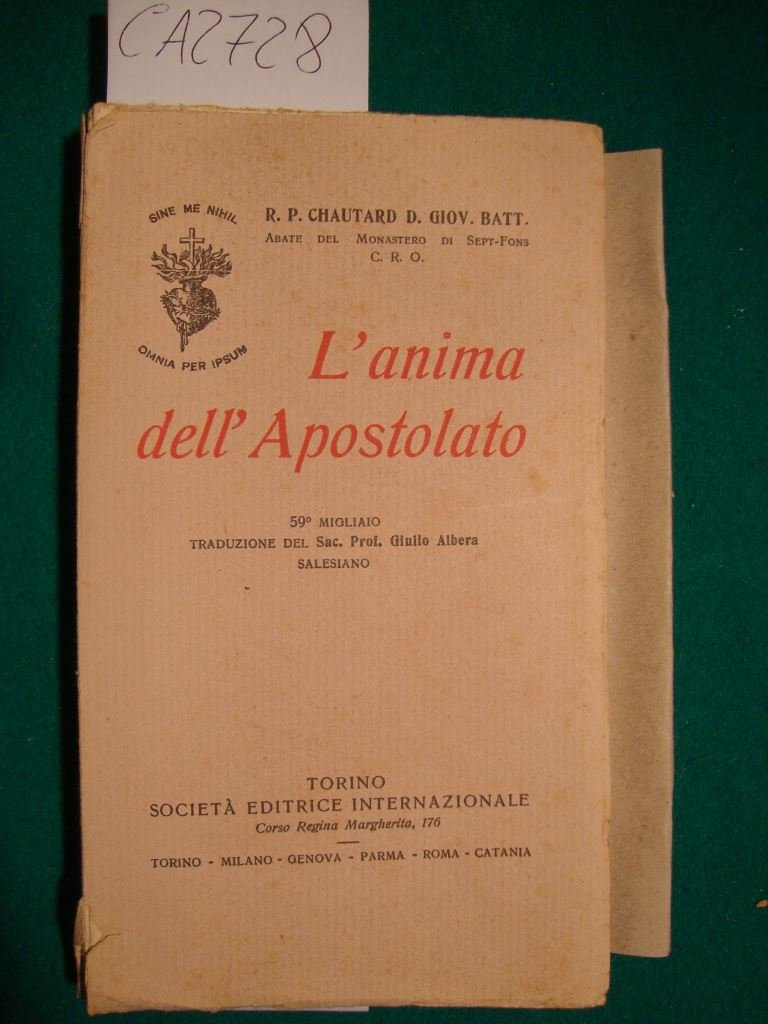 CA2728
SINE ME NIHIL
OMNIA PER IPSUM
R. P. CHAUTARD D. GIOV. BATT.
ABATE DEL MONASTERO DI SEPT-FONS
C. R. O.
L'anima
dell'Apostolato
59º MIGLIAIO
TRADUZIONE DEL Sac. Prof. Giulio Albera
SALESIANO
TORINO
SOCIETÀ EDITRICE INTERNAZIONALE
Corso Regina Margherita, 176
TORINO - MILANO - GENOVA - PARMA - ROMA - CATANIA